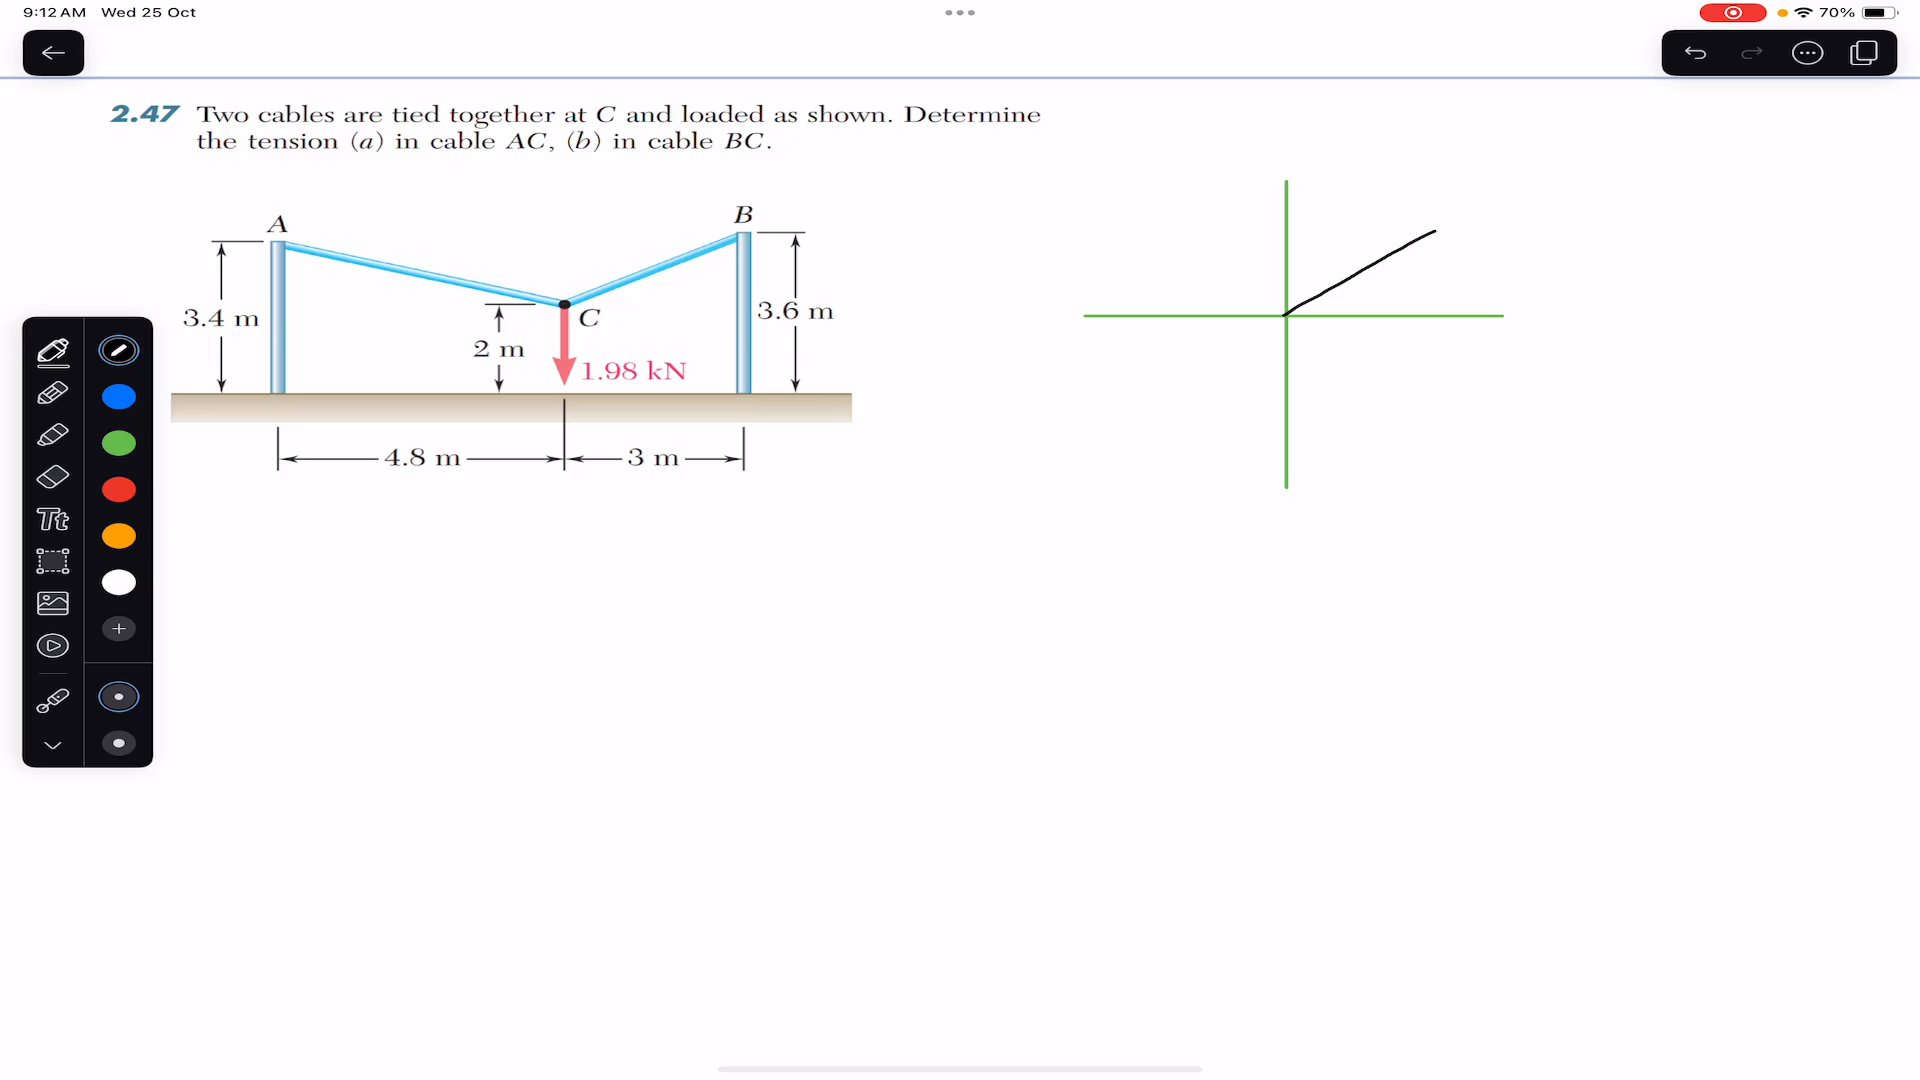 9:12 AM Wed 25 Oct
70%
2.47 Two cables are tied together at C and loaded as shown. Determine
the tension (a) in cable AC, (b) in cable BC.
A
B
3.4 m
C
3.6 m
2 m
1.98 kN
4.8 m
3 m
Tt